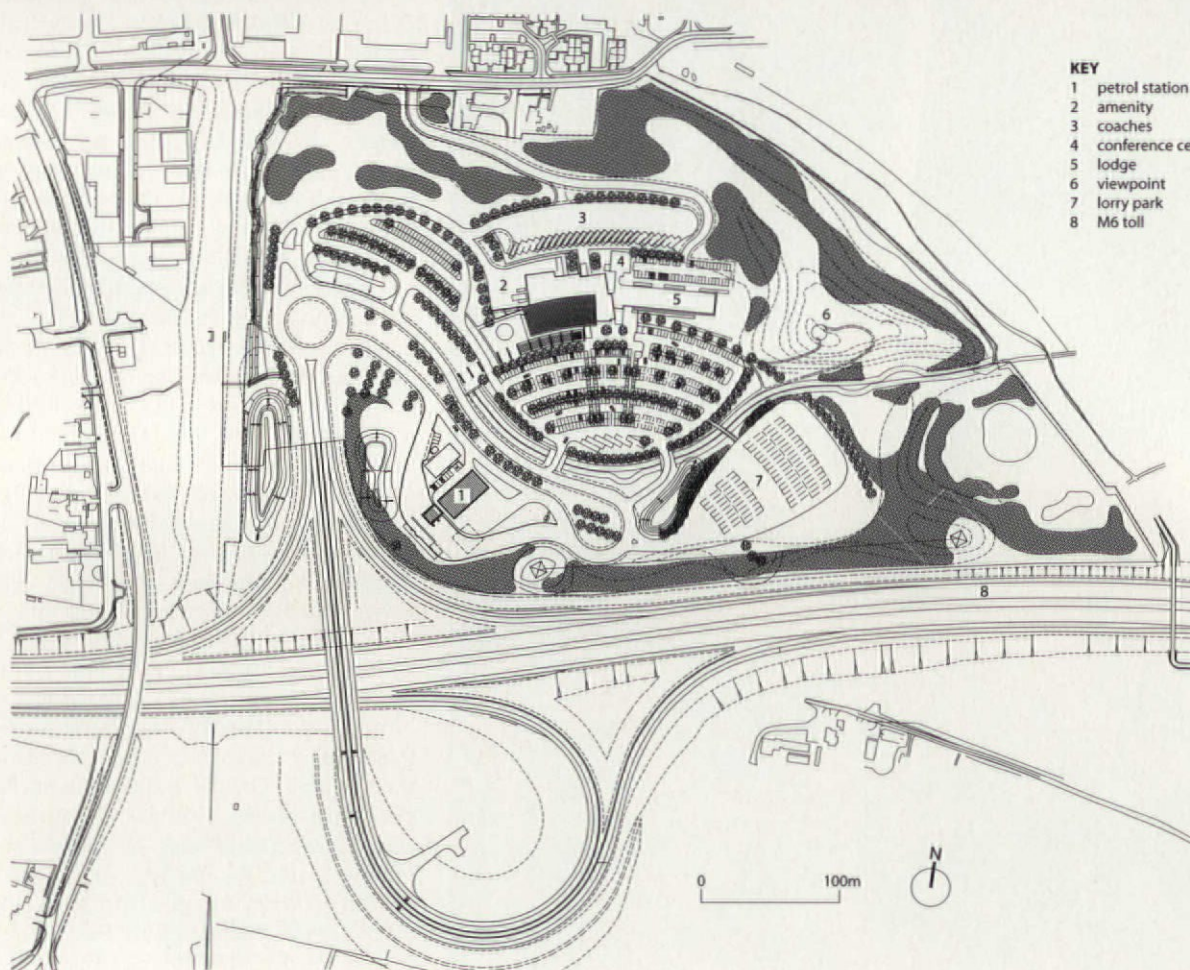 KEY
1 petrol station
2 amenity
3 coaches
4 conference ce
5 lodge
6 viewpoint
7 lorry park
8 M6 toll
3
4
2
5
6
1
7
8
N
0 100m